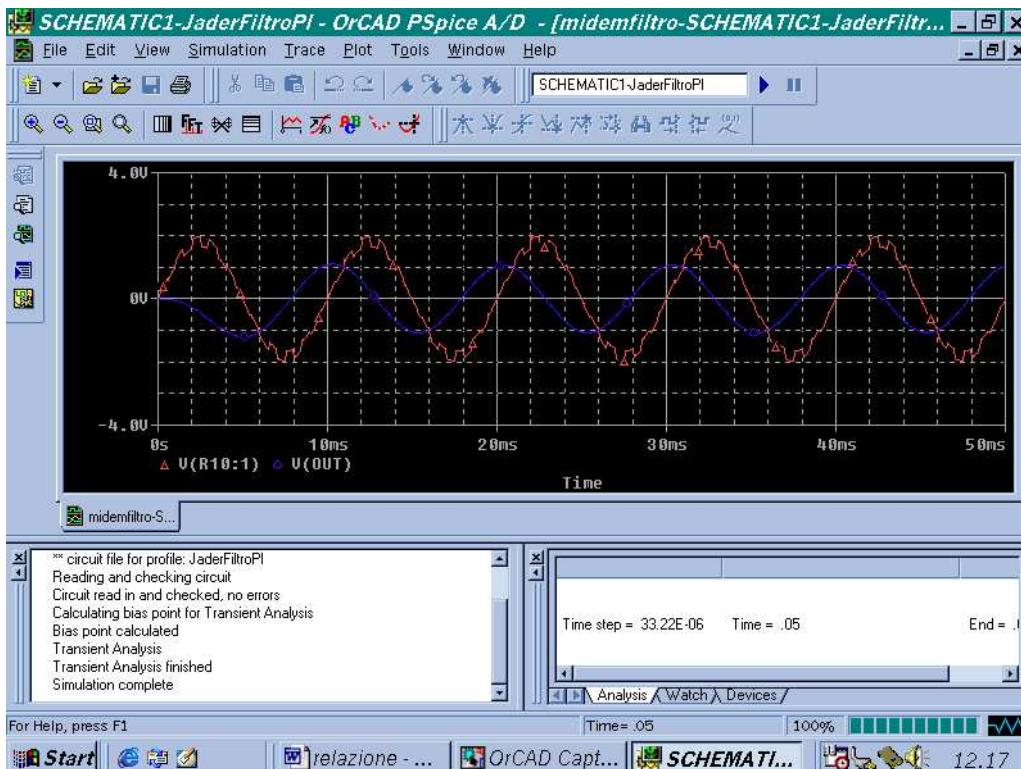 SCHEMATIC1-JaderFiltroPI - OrCAD PSpice A/D - [midemfiltro-SCHEMATIC1-JaderFiltr...
File Edit View Simulation Trace Plot Tools Window Help
SCHEMATIC1-JaderFiltroPI
FFT
4.0V
0V
-4.0V
0s 10ms 20ms 30ms 40ms 50ms
V(R10:1) V(OUT)
Time
midemfiltro-S...
** circuit file for profile: JaderFiltroPI
Reading and checking circuit
Circuit read in and checked, no errors
Calculating bias point for Transient Analysis
Bias point calculated
Transient Analysis
Transient Analysis finished
Simulation complete
Time step = 33.22E-06 Time = .05 End =
Analysis Watch Devices
For Help, press F1 Time= .05 100%
Start relazione - ... OrCAD Capt... SCHEMATI... 12.17